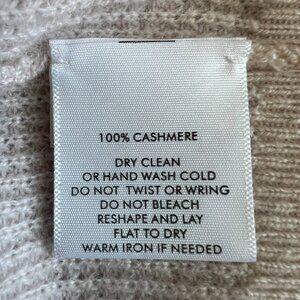 100% CASHMERE
DRY CLEAN
OR HAND WASH COLD
DO NOT TWIST OR WRING
DO NOT BLEACH
RESHAPE AND LAY
FLAT TO DRY
WARM IRON IF NEEDED